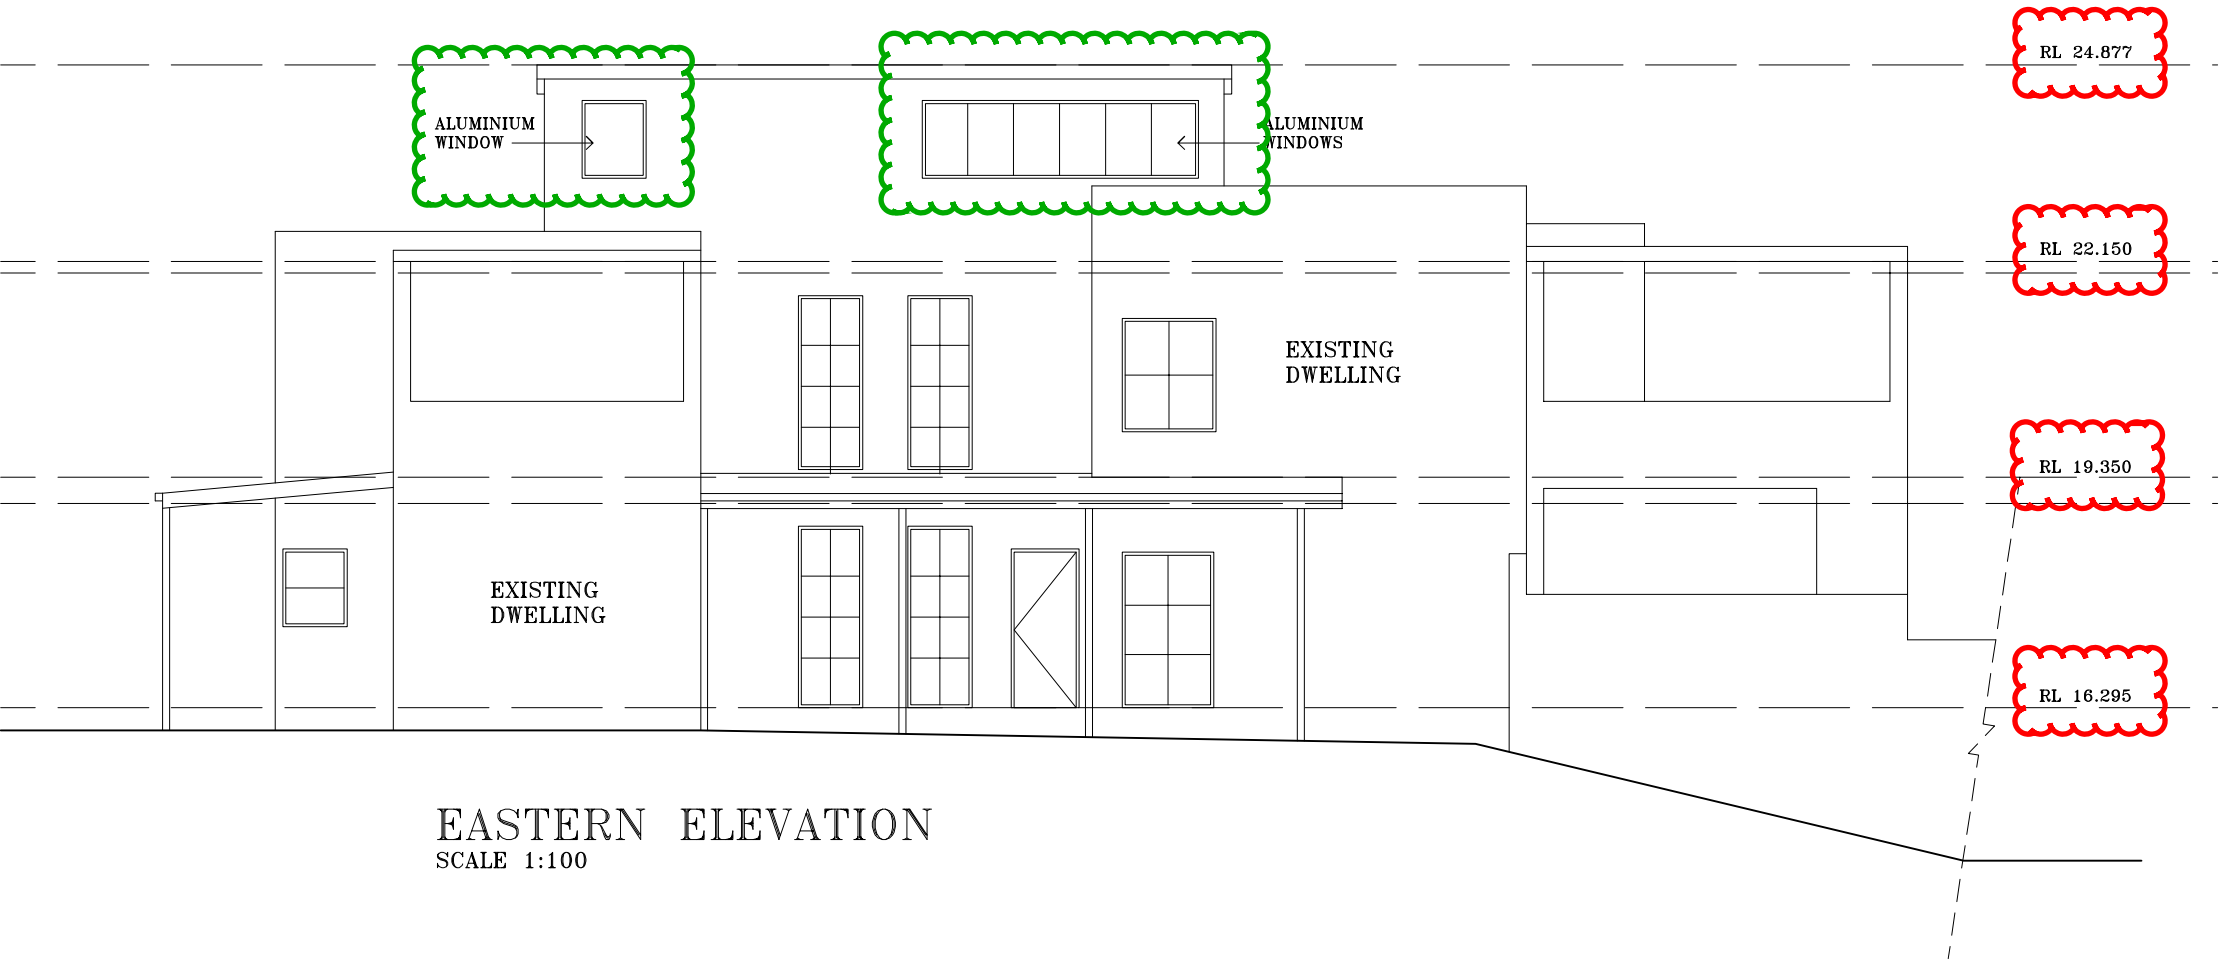 RL 24.877
ALUMINIUM
WINDOW
ALUMINIUM
WINDOWS
RL 22.150
EXISTING
DWELLING
RL 19.350
EXISTING
DWELLING
RL 16.295
EASTERN ELEVATION
SCALE 1:100